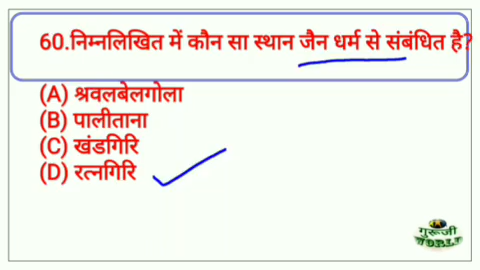 60.निम्नलिखित में कौन सा स्थान जैन धर्म से संबंधित है?
(A) श्रवलबेलगोला
(B) पालीताना
(C) खंडगिरि
(D) रत्नगिरि
गुरूजी
WORLD